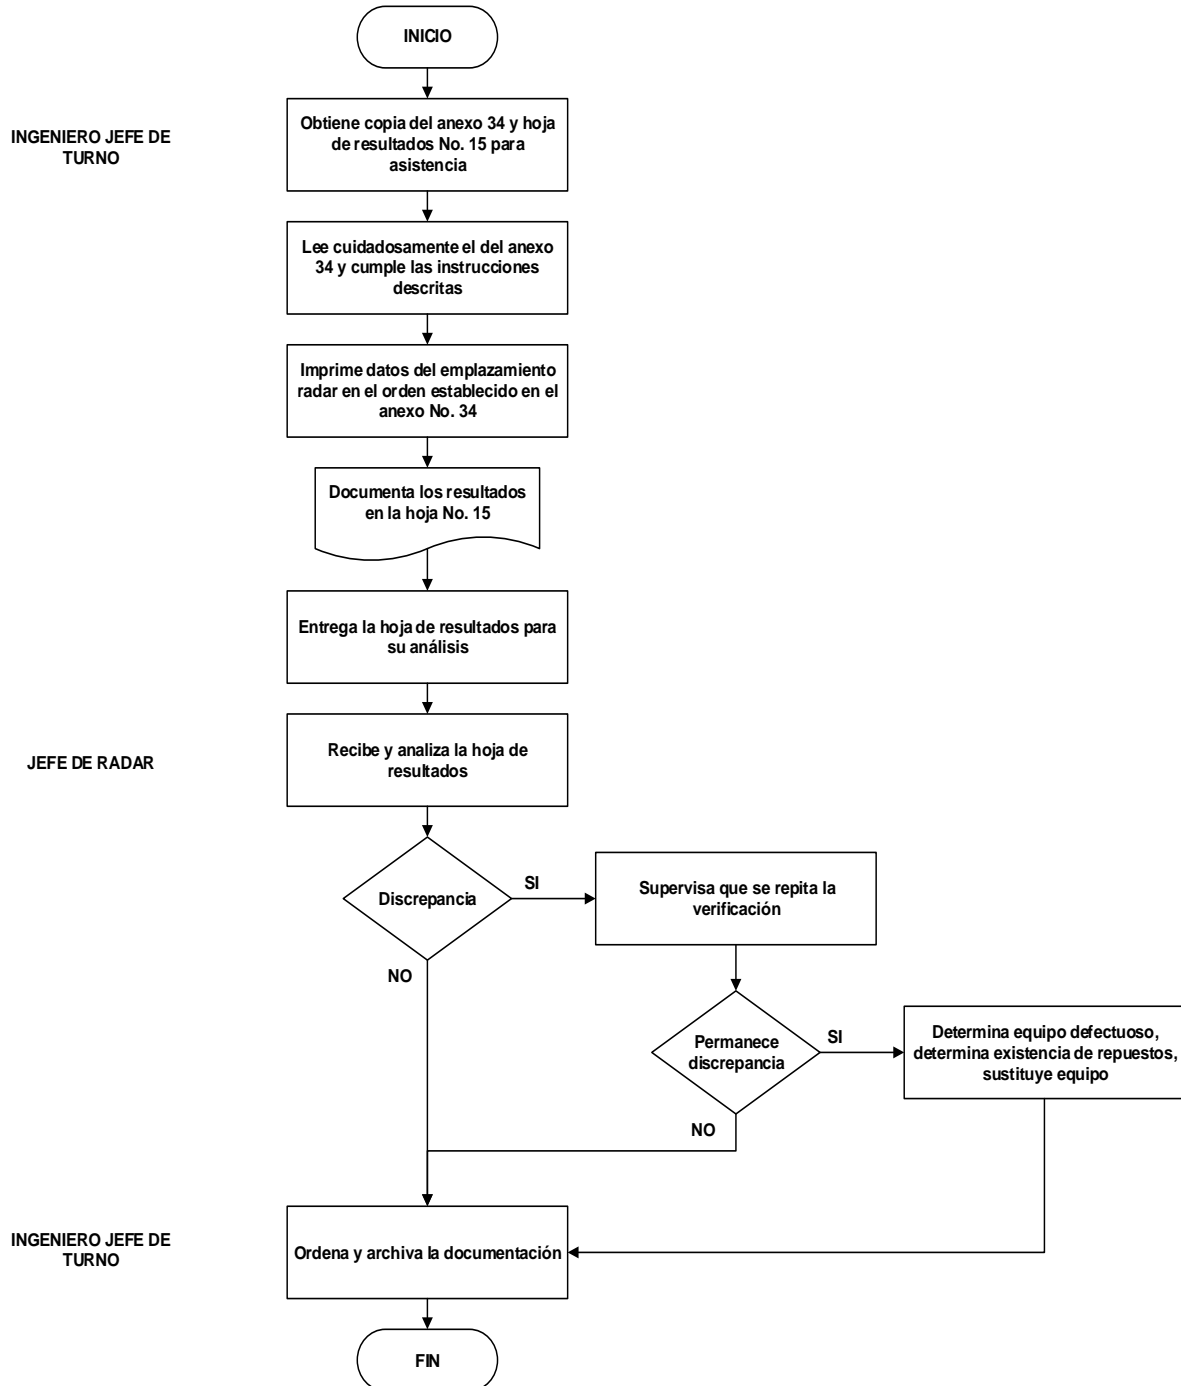 INICIO
INGENIERO JEFE DE
TURNO
Obtiene copia del anexo 34 y hoja
de resultados No. 15 para
asistencia
Lee cuidadosamente el del anexo
34 y cumple las instrucciones
descritas
Imprime datos del emplazamiento
radar en el orden establecido en el
anexo No. 34
Documenta los resultados
en la hoja No. 15
Entrega la hoja de resultados para
su análisis
JEFE DE RADAR
Recibe y analiza la hoja de
resultados
Discrepancia
SI
Supervisa que se repita la
verificación
NO
Permanece
discrepancia
SI
Determina equipo defectuoso,
determina existencia de repuestos,
sustituye equipo
NO
INGENIERO JEFE DE
TURNO
Ordena y archiva la documentación
FIN